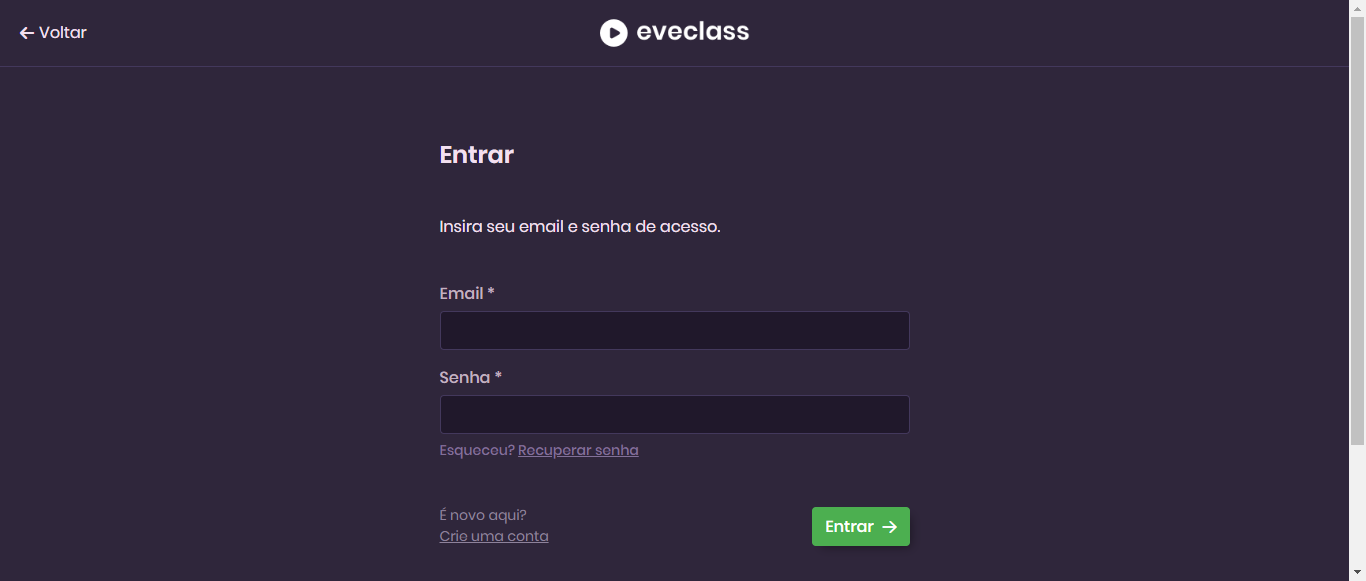 Voltar
eveclass
Entrar
Insira seu email e senha de acesso.
Email *
Senha *
Esqueceu? Recuperar senha
É novo aqui?
Crie uma conta
Entrar